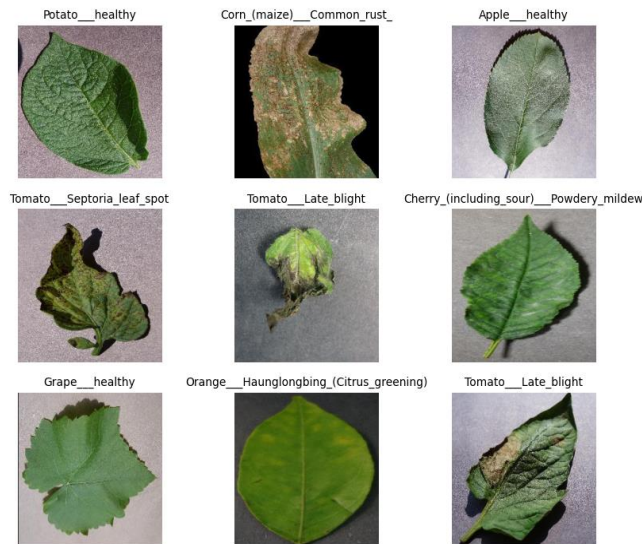 Potato___healthy
Corn_(maize)___Common_rust_
Apple___healthy
Tomato___Septoria_leaf_spot
Tomato___Late_blight
Cherry_(including_sour)___Powdery_mildew
Grape___healthy
Orange___Haunglongbing_(Citrus_greening)
Tomato___Late_blight